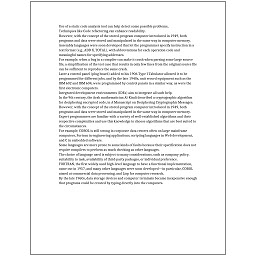 Use of a static code analysis tool can help detect some possible problems.
Techniques like Code refactoring can enhance readability.
However, with the concept of the stored-program computer introduced in 1949, both
programs and data were stored and manipulated in the same way in computer memory.
Assembly languages were soon developed that let the programmer specify instruction in a
text format (e.g., ADD X, TOTAL), with abbreviations for each operation code and
meaningful names for specifying addresses.
For example, when a bug in a compiler can make it crash when parsing some large source
file, a simplification of the test case that results in only few lines from the original source file
can be sufficient to reproduce the same crash.
Later a control panel (plug board) added to his 1906 Type I Tabulator allowed it to be
programmed for different jobs, and by the late 1940s, unit record equipment such as the
IBM 602 and IBM 604, were programmed by control panels in a similar way, as were the
first electronic computers.
Integrated development environments (IDEs) aim to integrate all such help.
In the 9th century, the Arab mathematician Al-Kindi described a cryptographic algorithm
for deciphering encrypted code, in A Manuscript on Deciphering Cryptographic Messages.
However, with the concept of the stored-program computer introduced in 1949, both
programs and data were stored and manipulated in the same way in computer memory.
Expert programmers are familiar with a variety of well-established algorithms and their
respective complexities and use this knowledge to choose algorithms that are best suited to
the circumstances.
For example, COBOL is still strong in corporate data centers often on large mainframe
computers, Fortran in engineering applications, scripting languages in Web development,
and C in embedded software.
Some languages are more prone to some kinds of faults because their specification does not
require compilers to perform as much checking as other languages.
The choice of language used is subject to many considerations, such as company policy,
suitability to task, availability of third-party packages, or individual preference.
FORTRAN, the first widely used high-level language to have a functional implementation,
came out in 1957, and many other languages were soon developed—in particular, COBOL
aimed at commercial data processing, and Lisp for computer research.
By the late 1960s, data storage devices and computer terminals became inexpensive enough
that programs could be created by typing directly into the computers.